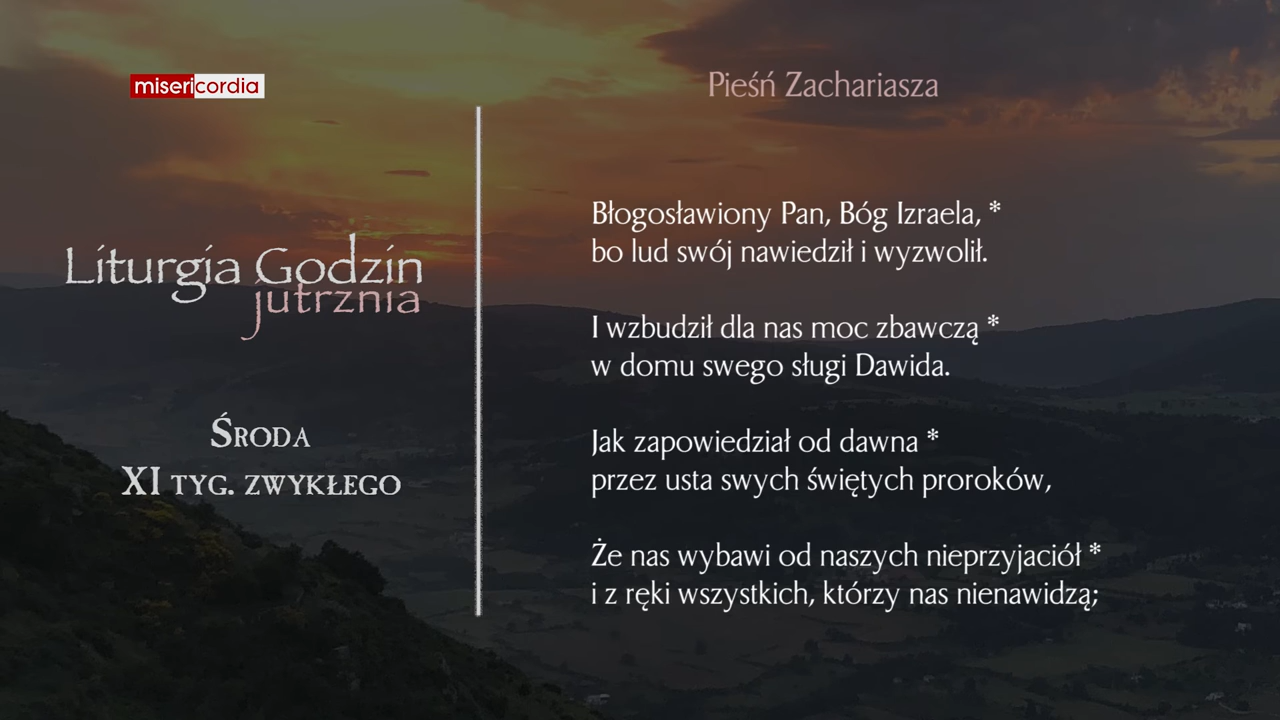 misericordia
Liturgia Godzin
jutrznia
Środa
XI tyg. zwykłego
Pieśń Zachariasza
Błogosławiony Pan, Bóg Izraela, *
bo lud swój nawiedził i wyzwolił.
I wzbudził dla nas moc zbawczą *
w domu swego sługi Dawida.
Jak zapowiedział od dawna *
przez usta swych świętych proroków,
Że nas wybawi od naszych nieprzyjaciół *
i z ręki wszystkich, którzy nas nienawidzą;